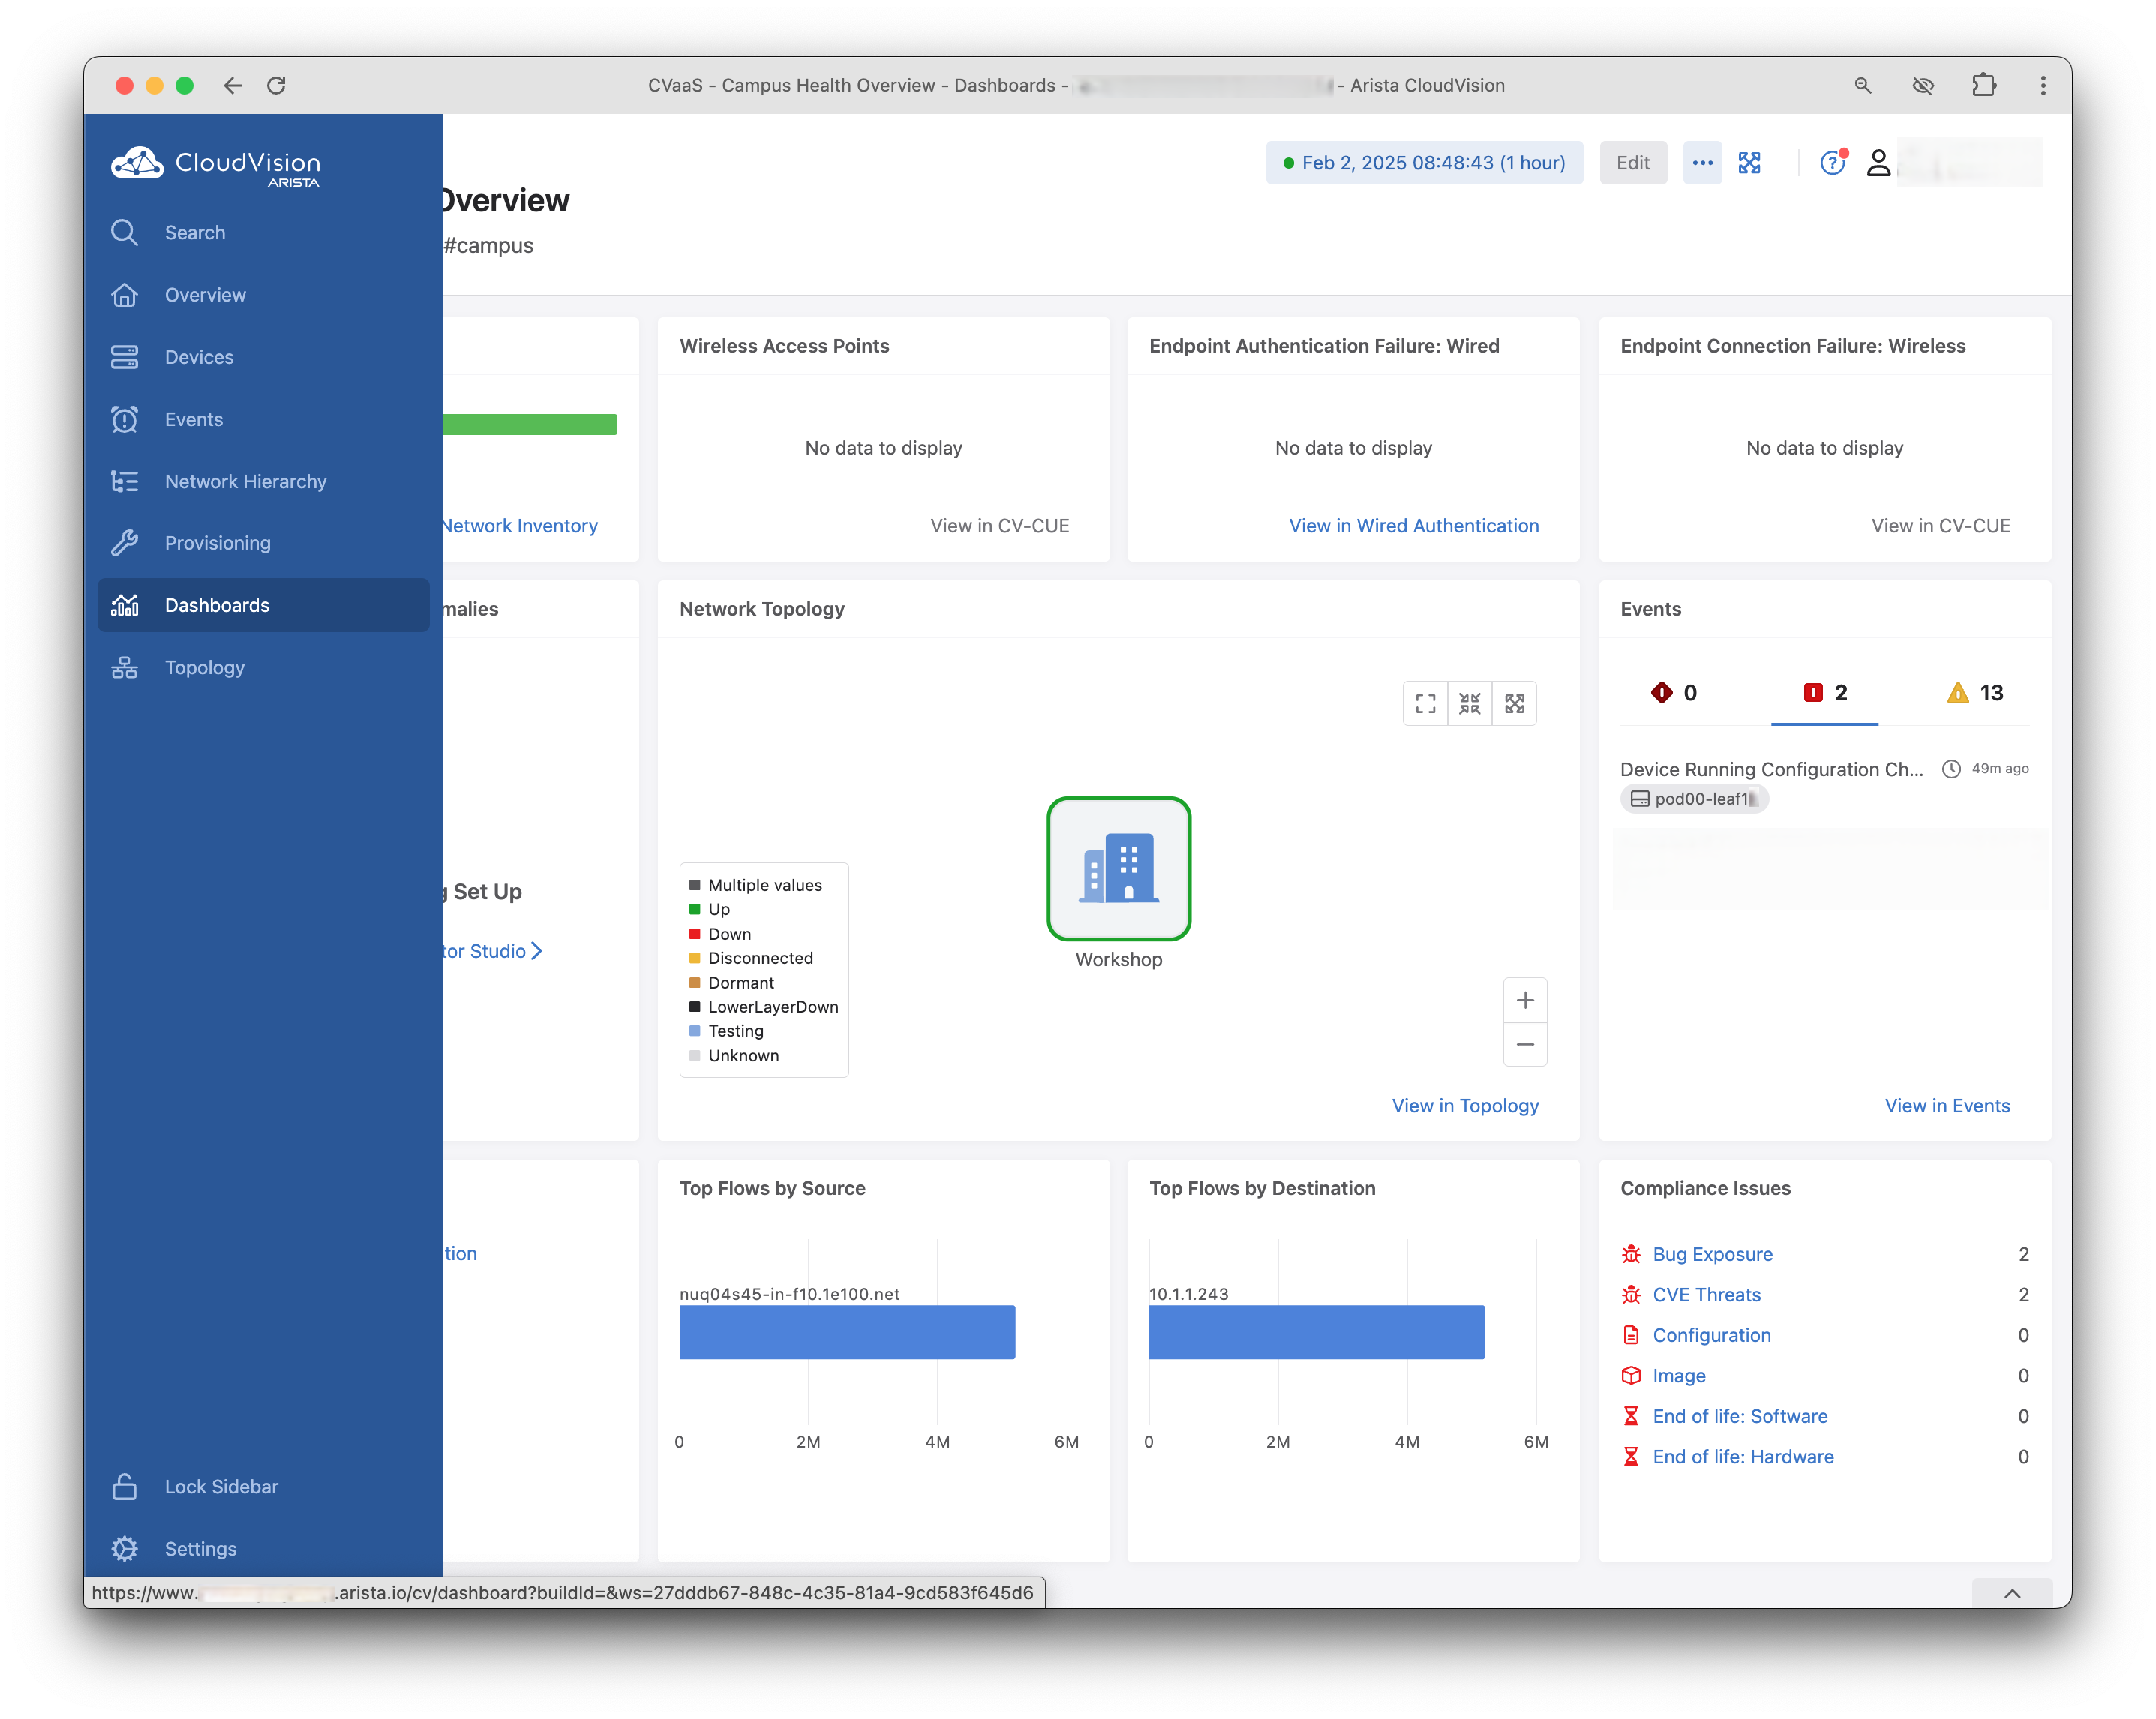 CVaaS - Campus Health Overview - Dashboards -
- Arista CloudVision
CloudVision
ARISTA
Search
Overview
Devices
Events
Network Hierarchy
Provisioning
Dashboards
Topology
Lock Sidebar
Settings
Overview
#campus
Feb 2, 2025 08:48:43 (1 hour)
Edit
Network Inventory
Wireless Access Points
No data to display
View in CV-CUE
Endpoint Authentication Failure: Wired
No data to display
View in Wired Authentication
Endpoint Connection Failure: Wireless
No data to display
View in CV-CUE
malies
Set Up
tor Studio
Network Topology
Multiple values
Up
Down
Disconnected
Dormant
LowerLayerDown
Testing
Unknown
Workshop
View in Topology
Events
0
2
13
Device Running Configuration Ch...
49m ago
pod00-leaf1
View in Events
tion
Top Flows by Source
nuq04s45-in-f10.1e100.net
0 2M 4M 6M
Top Flows by Destination
10.1.1.243
0 2M 4M 6M
Compliance Issues
Bug Exposure 2
CVE Threats 2
Configuration 0
Image 0
End of life: Software 0
End of life: Hardware 0
https://www.
.arista.io/cv/dashboard?buildId=&ws=27dddb67-848c-4c35-81a4-9cd583f645d6